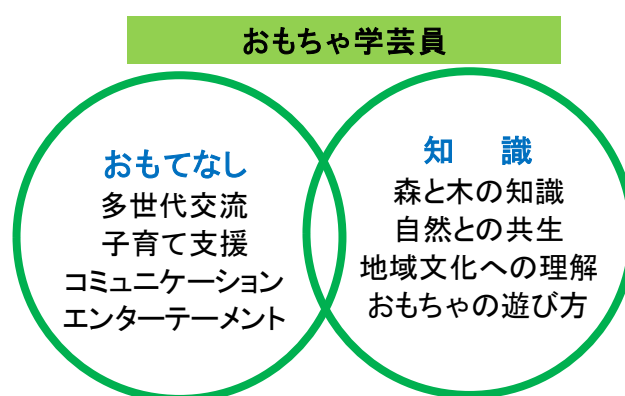 おもちゃ学芸員
おもてなし
多世代交流
子育て支援
コミュニケーション
エンターテーメント
知　識
森と木の知識
自然との共生
地域文化への理解
おもちゃの遊び方